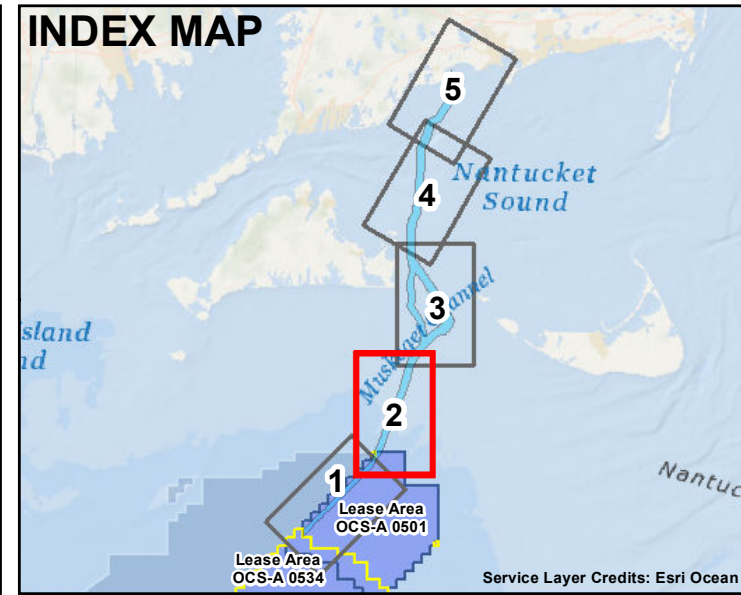 INDEX MAP
5
Nantucket
Sound
4
Muskeget Channel
3
sland
nd
2
1
Nantuc
Lease Area
OCS-A 0501
Lease Area
OCS-A 0534
Service Layer Credits: Esri Ocean